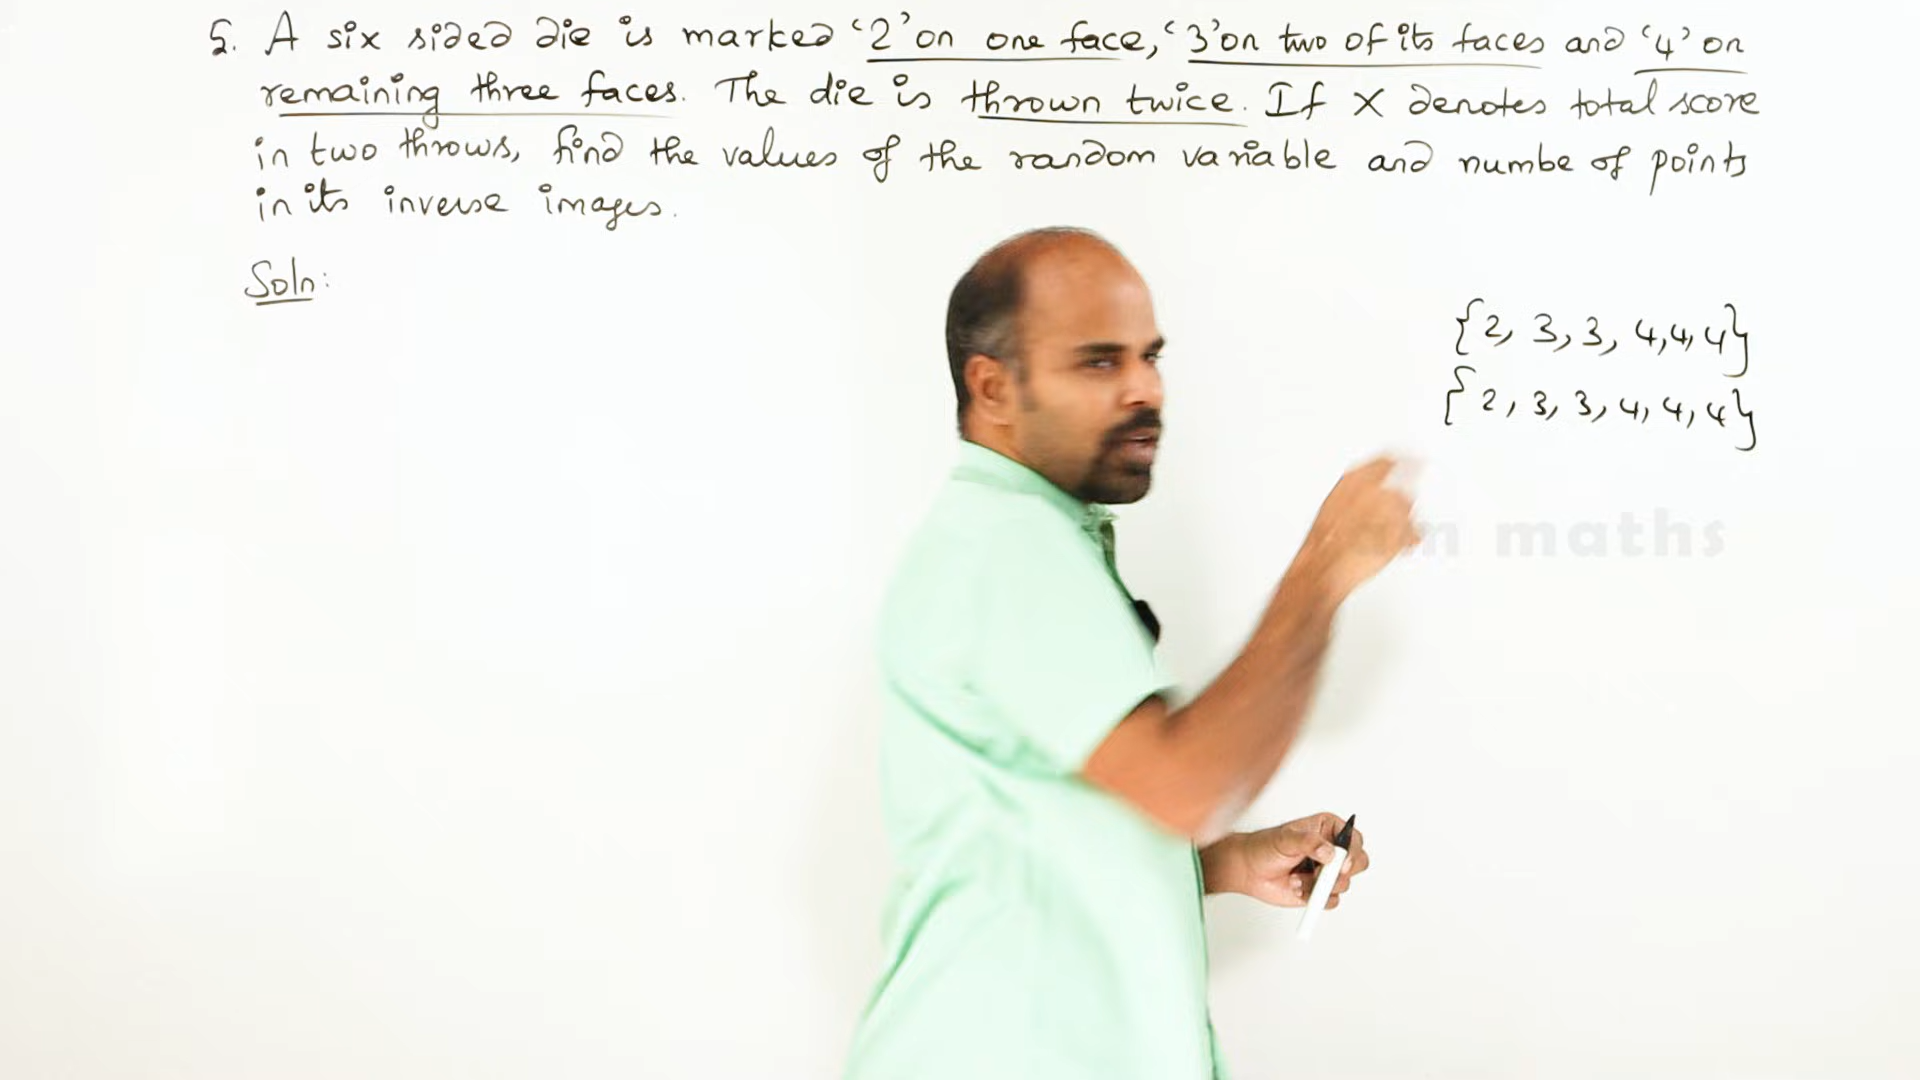 5. A six sided die is marked ‘2’ on one face, ‘3’ on two of its faces and ‘4’ on
remaining three faces. The die is thrown twice. If X denotes total score
in two throws, find the values of the random variable and numbe of points
in its inverse images.
Soln:
{2, 3, 3, 4, 4, 4}
{2, 3, 3, 4, 4, 4}
maths